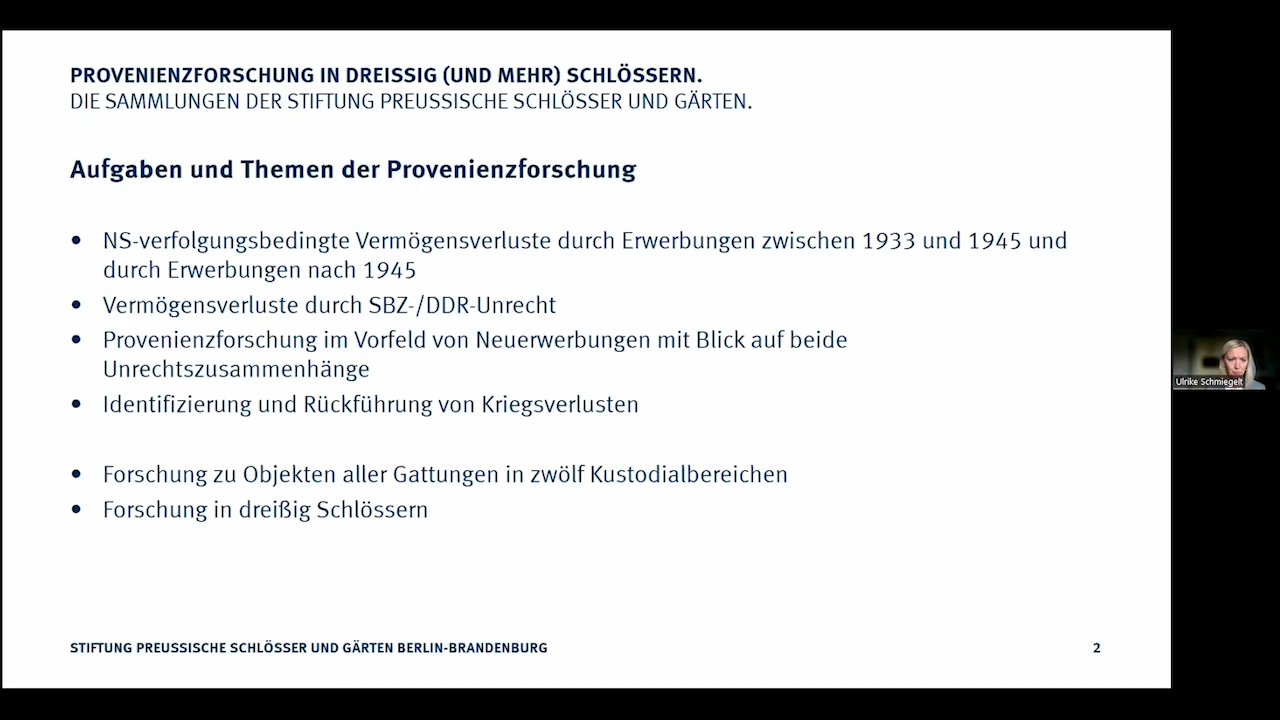 PROVENIENZFORSCHUNG IN DREISSIG (UND MEHR) SCHLÖSSERN.
DIE SAMMLUNGEN DER STIFTUNG PREUSSISCHE SCHLÖSSER UND GÄRTEN.
Aufgaben und Themen der Provenienzforschung
• NS-verfolgungsbedingte Vermögensverluste durch Erwerbungen zwischen 1933 und 1945 und
durch Erwerbungen nach 1945
• Vermögensverluste durch SBZ-/DDR-Unrecht
• Provenienzforschung im Vorfeld von Neuerwerbungen mit Blick auf beide
Unrechtszusammenhänge
• Identifizierung und Rückführung von Kriegsverlusten
• Forschung zu Objekten aller Gattungen in zwölf Kustodialbereichen
• Forschung in dreißig Schlössern
STIFTUNG PREUSSISCHE SCHLÖSSER UND GÄRTEN BERLIN-BRANDENBURG
2
Ulrike Schmiegelt